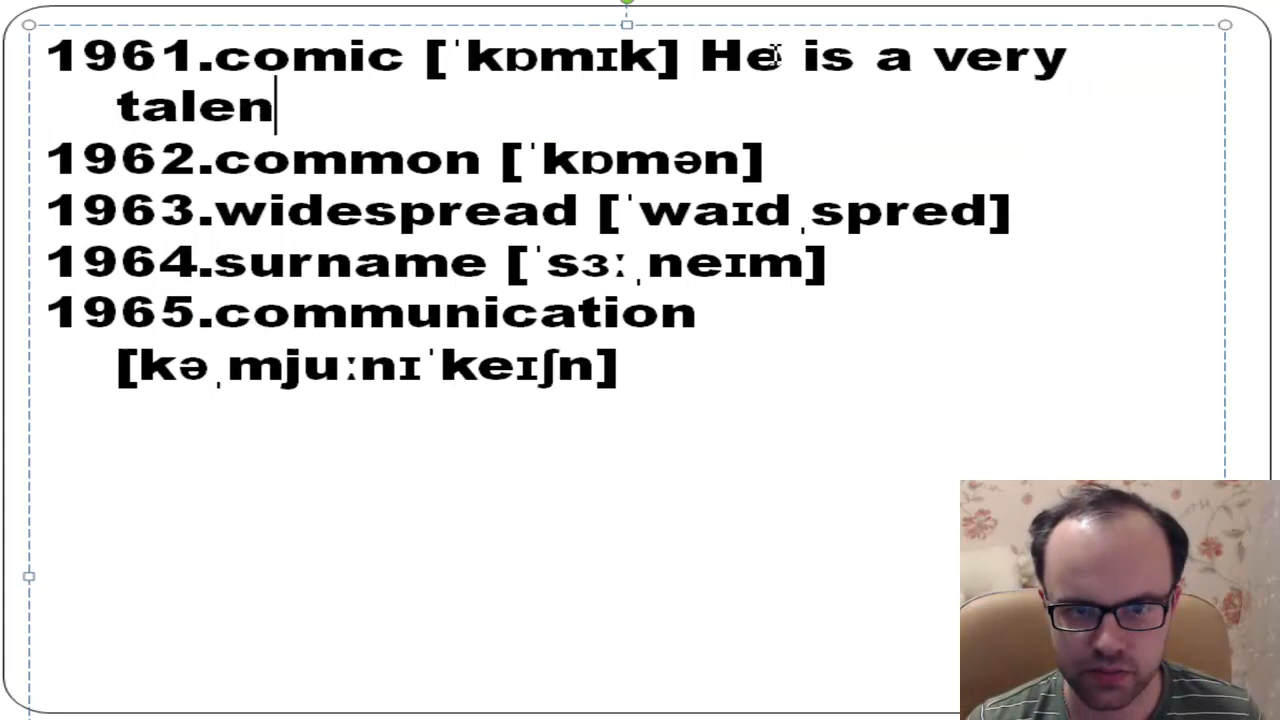 1961.comic [ˈkɒmɪk] He is a very
talen
1962.common [ˈkɒmən]
1963.widespread [ˈwaɪdˌspred]
1964.surname [ˈsɜːˌneɪm]
1965.communication
[kəˌmjuːnɪˈkeɪʃn]